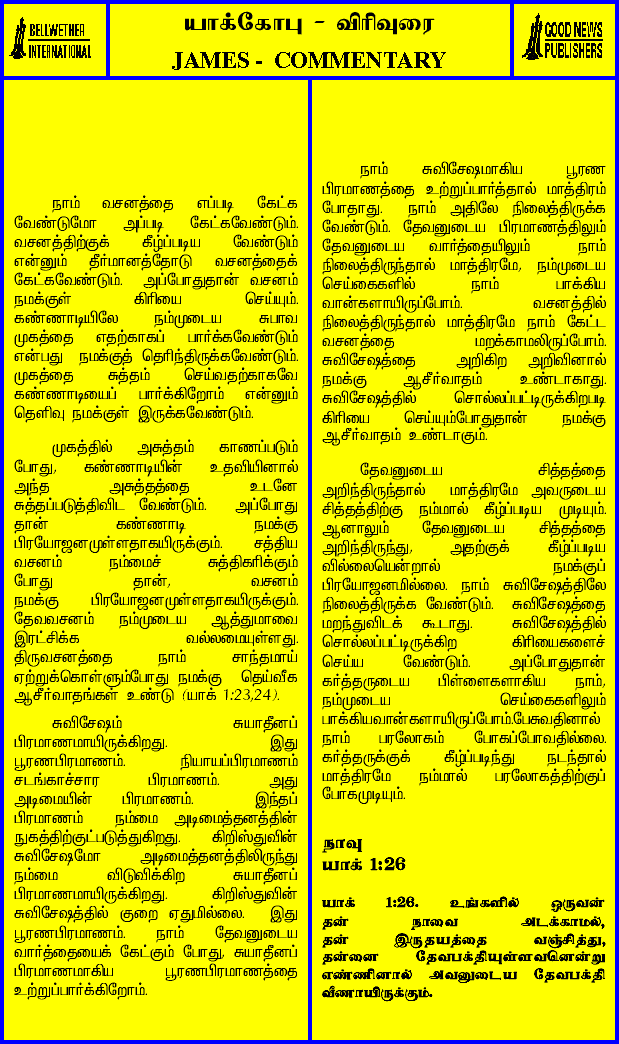 BELLWETHER
INTERNATIONAL
யாக்கோபு - விரிவுரை
JAMES - COMMENTARY
GOOD NEWS
PUBLISHERS
நாம் வசனத்தை எப்படி கேட்க
வேண்டுமோ அப்படி கேட்கவேண்டும்.
வசனத்திற்குக் கீழ்ப்படிய வேண்டும்
என்னும் தீர்மானத்தோடு வசனத்தைக்
கேட்கவேண்டும். அப்போதுதான் வசனம்
நமக்குள் கிரியை செய்யும்.
கண்ணாடியிலே நம்முடைய சுபாவ
முகத்தை எதற்காகப் பார்க்கவேண்டும்
என்பது நமக்குத் தெரிந்திருக்கவேண்டும்.
முகத்தை சுத்தம் செய்வதற்காகவே
கண்ணாடியைப் பார்க்கிறோம் என்னும்
தெளிவு நமக்குள் இருக்கவேண்டும்.
முகத்தில் அசுத்தம் காணப்படும்
போது, கண்ணாடியின் உதவியினால்
அந்த அசுத்தத்தை உடனே
சுத்தப்படுத்திவிட வேண்டும். அப்போது
தான் கண்ணாடி நமக்கு
பிரயோஜனமுள்ளதாகயிருக்கும். சத்திய
வசனம் நம்மைச் சுத்திகரிக்கும்
போது தான், வசனம்
நமக்கு பிரயோஜனமுள்ளதாகயிருக்கும்.
தேவவசனம் நம்முடைய ஆத்துமாவை
இரட்சிக்க வல்லமையுள்ளது.
திருவசனத்தை நாம் சாந்தமாய்
ஏற்றுக்கொள்ளும்போது நமக்கு தெய்வீக
ஆசீர்வாதங்கள் உண்டு (யாக் 1:23,24).
சுவிசேஷம் சுயாதீனப்
பிரமாணமாயிருக்கிறது. இது
பூரணபிரமாணம். நியாயப்பிரமாணம்
சடங்காச்சார பிரமாணம். அது
அடிமையின் பிரமாணம். இந்தப்
பிரமாணம் நம்மை அடிமைத்தனத்தின்
நுகத்திற்குட்படுத்துகிறது. கிறிஸ்துவின்
சுவிசேஷமோ அடிமைத்தனத்திலிருந்து
நம்மை விடுவிக்கிற சுயாதீனப்
பிரமாணமாயிருக்கிறது. கிறிஸ்துவின்
சுவிசேஷத்தில் குறை ஏதுமில்லை. இது
பூரணபிரமாணம். நாம் தேவனுடைய
வார்த்தையைக் கேட்கும் போது, சுயாதீனப்
பிரமாணமாகிய பூரணபிரமாணத்தை
உற்றுப்பார்க்கிறோம்.
நாம் சுவிசேஷமாகிய பூரண
பிரமாணத்தை உற்றுப்பார்த்தால் மாத்திரம்
போதாது. நாம் அதிலே நிலைத்திருக்க
வேண்டும். தேவனுடைய பிரமாணத்திலும்
தேவனுடைய வார்த்தையிலும் நாம்
நிலைத்திருந்தால் மாத்திரமே, நம்முடைய
செய்கைகளில் நாம் பாக்கிய
வான்களாயிருப்போம். வசனத்தில்
நிலைத்திருந்தால் மாத்திரமே நாம் கேட்ட
வசனத்தை மறக்காமலிருப்போம்.
சுவிசேஷத்தை அறிகிற அறிவினால்
நமக்கு ஆசீர்வாதம் உண்டாகாது.
சுவிசேஷத்தில் சொல்லப்பட்டிருக்கிறபடி
கிரியை செய்யும்போதுதான் நமக்கு
ஆசீர்வாதம் உண்டாகும்.
தேவனுடைய சித்தத்தை
அறிந்திருந்தால் மாத்திரமே அவருடைய
சித்தத்திற்கு நம்மால் கீழ்ப்படிய முடியும்.
ஆனாலும் தேவனுடைய சித்தத்தை
அறிந்திருந்து, அதற்குக் கீழ்ப்படிய
வில்லையென்றால் நமக்குப்
பிரயோஜனமில்லை. நாம் சுவிசேஷத்திலே
நிலைத்திருக்க வேண்டும். சுவிசேஷத்தை
மறந்துவிடக் கூடாது. சுவிசேஷத்தில்
சொல்லப்பட்டிருக்கிற கிரியைகளைச்
செய்ய வேண்டும். அப்போதுதான்
கர்த்தருடைய பிள்ளைகளாகிய நாம்,
நம்முடைய செய்கைகளிலும்
பாக்கியவான்களாயிருப்போம்.பேசுவதினால்
நாம் பரலோகம் போகப்போவதில்லை.
கர்த்தருக்குக் கீழ்ப்படிந்து நடந்தால்
மாத்திரமே நம்மால் பரலோகத்திற்குப்
போகமுடியும்.
நாவு
யாக் 1:26
யாக் 1:26. உங்களில் ஒருவன்
தன் நாவை அடக்காமல்,
தன் இருதயத்தை வஞ்சித்து,
தன்னை தேவபக்தியுள்ளவனென்று
எண்ணினால் அவனுடைய தேவபக்தி
வீணாயிருக்கும்.